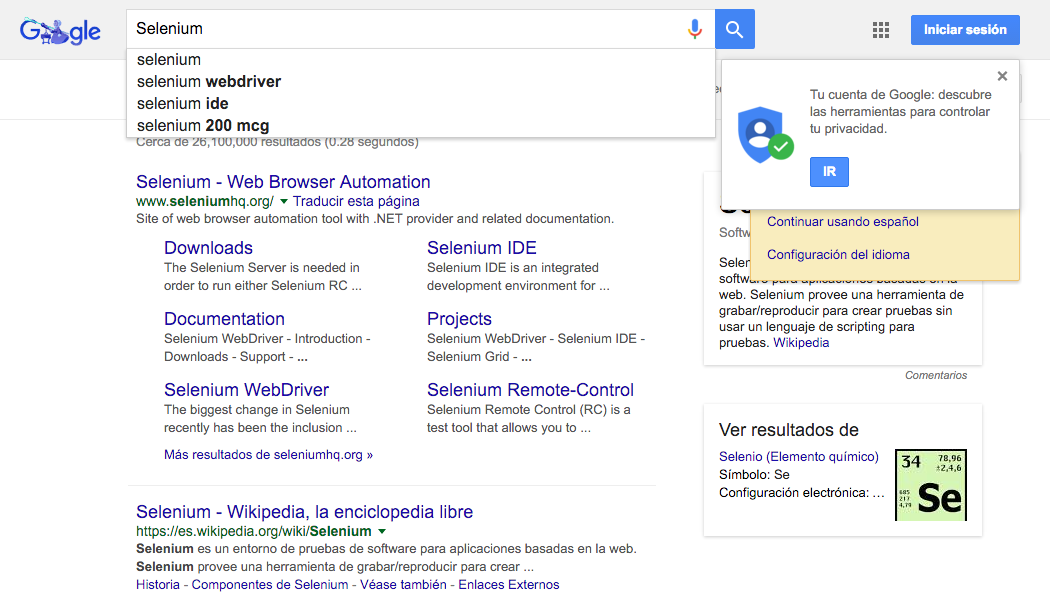 Google
Selenium
Iniciar sesión
selenium
selenium webdriver
selenium ide
selenium 200 mcg
Tu cuenta de Google: descubre
las herramientas para controlar
tu privacidad.
IR
Cerca de 26,100,000 resultados (0.28 segundos)
Selenium - Web Browser Automation
www.seleniumhq.org/ Traducir esta página
Site of web browser automation tool with .NET provider and related documentation.
Downloads
The Selenium Server is needed in
order to run either Selenium RC ...
Selenium IDE
Selenium IDE is an integrated
development environment for ...
Documentation
Selenium WebDriver - Introduction -
Downloads - Support - ...
Projects
Selenium WebDriver - Selenium IDE -
Selenium Grid - ...
Selenium WebDriver
The biggest change in Selenium
recently has been the inclusion ...
Selenium Remote-Control
Selenium Remote Control (RC) is a
test tool that allows you to ...
Más resultados de seleniumhq.org »
Selenium - Wikipedia, la enciclopedia libre
https://es.wikipedia.org/wiki/Selenium
Selenium es un entorno de pruebas de software para aplicaciones basadas en la web.
Selenium provee una herramienta de grabar/reproducir para crear ...
Historia - Componentes de Selenium - Véase también - Enlaces Externos
Continuar usando español
Configuración del idioma
Softw
Selen
software para aplicaciones basadas en la
web. Selenium provee una herramienta de
grabar/reproducir para crear pruebas sin
usar un lenguaje de scripting para
pruebas. Wikipedia
Comentarios
Ver resultados de
Selenio (Elemento químico)
Símbolo: Se
Configuración electrónica: ...
34 78,96
±2,4,6
685
217
4,79
Se